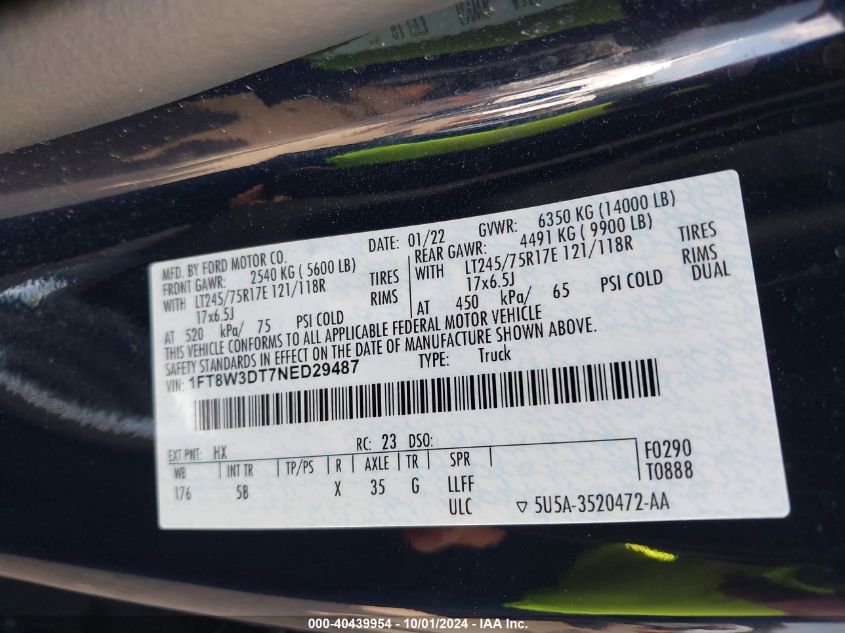 MFD. BY FORD MOTOR CO. DATE: 01/22 GVWR: 6350 KG (14000 LB)
FRONT GAWR: 2540 KG ( 5600 LB) REAR GAWR: 4491 KG ( 9900 LB)
WITH LT245/75R17E 121/118R TIRES WITH LT245/75R17E 121/118R TIRES
17x6.5J RIMS 17x6.5J RIMS
AT 520 kPa/ 75 PSI COLD AT 450 kPa/ 65 PSI COLD DUAL
THIS VEHICLE CONFORMS TO ALL APPLICABLE FEDERAL MOTOR VEHICLE
SAFETY STANDARDS IN EFFECT ON THE DATE OF MANUFACTURE SHOWN ABOVE.
VIN: 1FT8W3DT7NED29487 TYPE: Truck
EXT PNT: HX RC: 23 DSO:
WB INT TR TP/PS R AXLE TR SPR F0290
176 5B X 35 G LLFF T0888
ULC ▽ 5U5A-3520472-AA
000-40439954 - 10/01/2024 - IAA Inc.